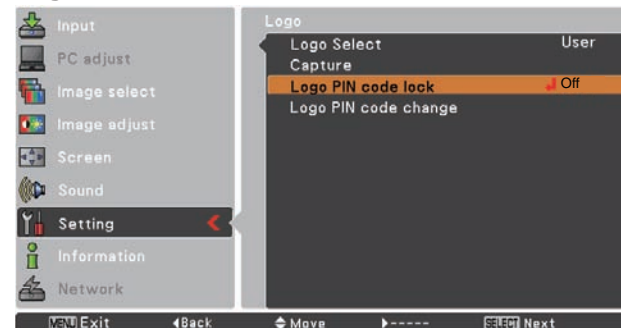 Input
PC adjust
Image select
Image adjust
Screen
Sound
Setting
Information
Network
Logo
Logo Select User
Capture
Logo PIN code lock Off
Logo PIN code change
MENU Exit Back Move ----- SELECT Next